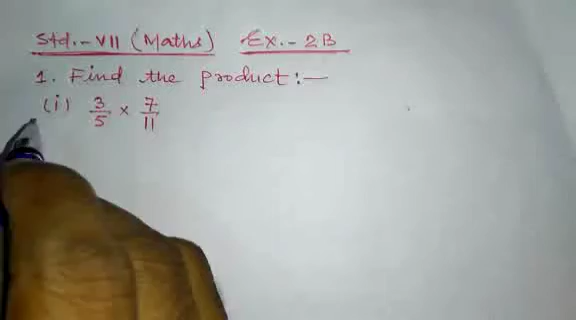 Std.- VII (Maths) Ex.- 2B
1. Find the product :-
(i) 3/5 × 7/11